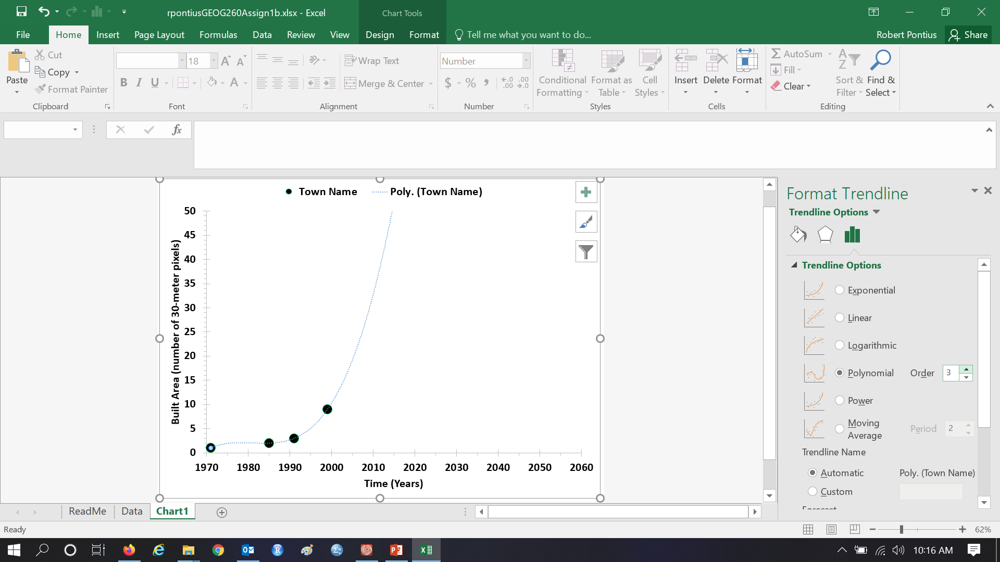 rpontiusGEOG260Assign1b.xlsx - Excel
Chart Tools
File Home Insert Page Layout Formulas Data Review View Design Format Tell me what you want to do... Robert Pontius Share
Paste
Cut
Copy
Format Painter
Clipboard
18
A A
B I U A
Font
Wrap Text
Merge & Center
Alignment
Number
$ % , .0 .00 .00 .0
Number
Conditional Formatting
Format as Table
Cell Styles
Styles
Insert Delete Format
Cells
AutoSum
Fill
Clear
Sort & Filter
Find & Select
Editing
fx
Town Name Poly. (Town Name)
Built Area (number of 30-meter pixels)
50
45
40
35
30
25
20
15
10
5
0
1970 1980 1990 2000 2010 2020 2030 2040 2050 2060
Time (Years)
Format Trendline
Trendline Options
Trendline Options
Exponential
Linear
Logarithmic
Polynomial Order 3
Power
Moving Average Period 2
Trendline Name
Automatic Poly. (Town Name)
Custom
Forecast
ReadMe Data Chart1
Ready
62%
10:16 AM